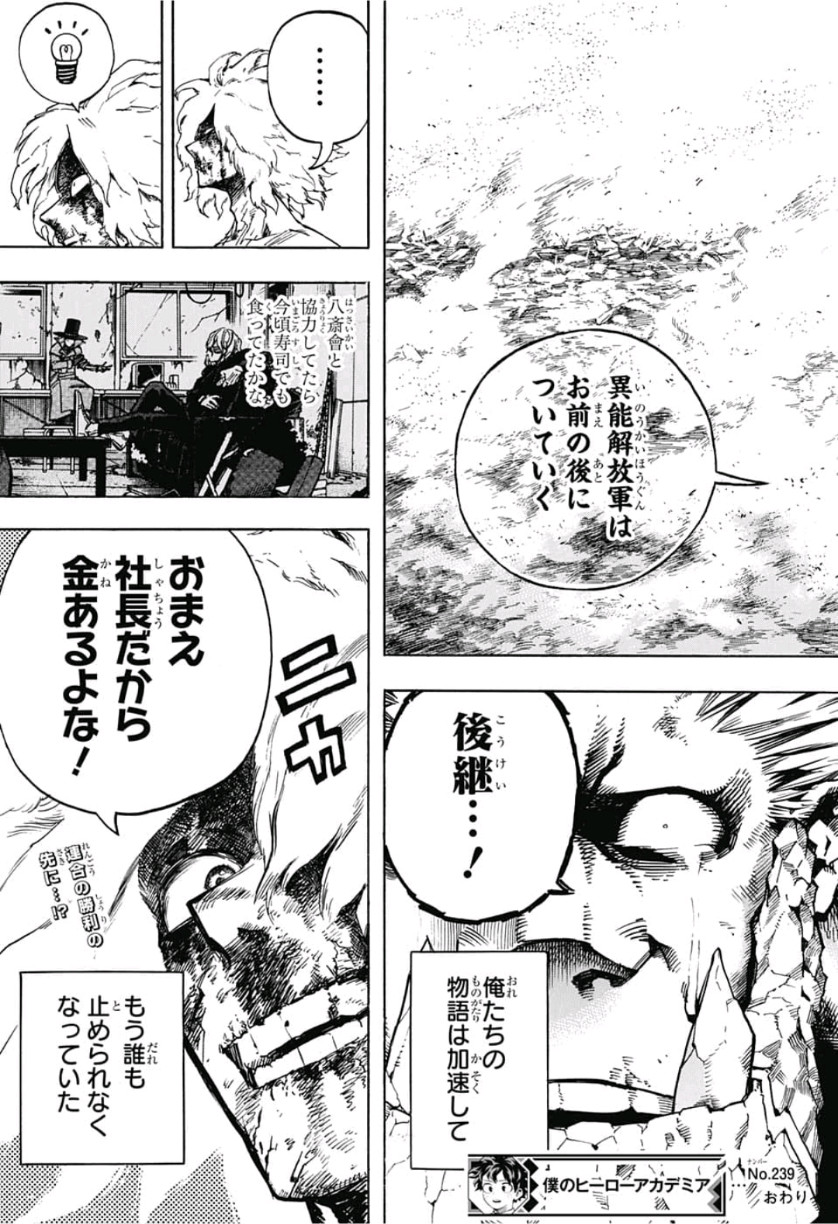 異能解放軍は
お前の後に
ついていく
後継…！
俺たちの
物語は加速して
……
八斎會と
協力してたら
今頃寿司でも
食ってたかな
おまえ
社長だから
金あるよな！
ニカ
連合の勝利の
先に…!?
もう誰も
止められなく
なっていた
僕のヒーローアカデミア
…No.239
おわり